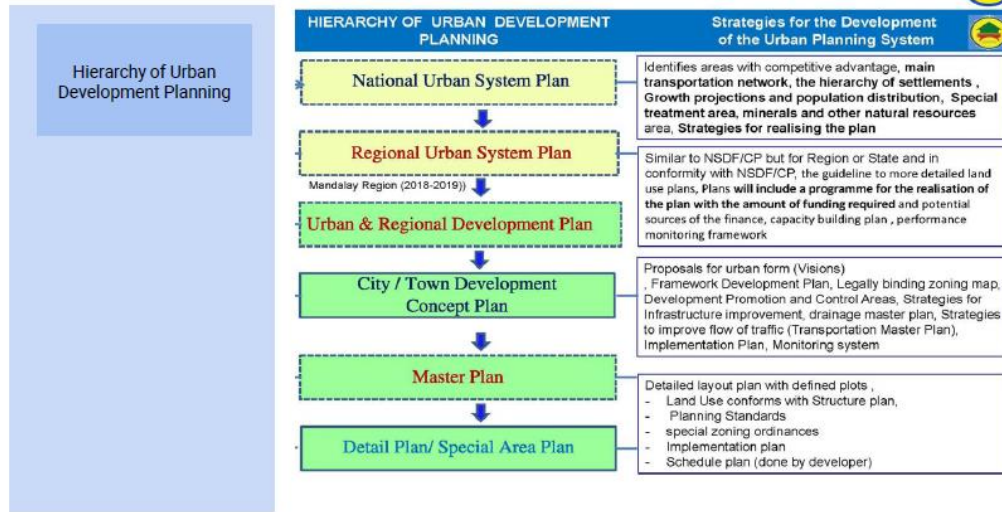 Hierarchy of Urban
Development Planning
HIERARCHY OF URBAN DEVELOPMENT
PLANNING
Strategies for the Development
of the Urban Planning System
National Urban System Plan
Identifies areas with competitive advantage, main
transportation network, the hierarchy of settlements ,
Growth projections and population distribution, Special
treatment area, minerals and other natural resources
area, Strategies for realising the plan
Regional Urban System Plan
Similar to NSDF/CP but for Region or State and in
conformity with NSDF/CP, the guideline to more detailed land
use plans, Plans will include a programme for the realisation of
the plan with the amount of funding required and potential
sources of the finance, capacity building plan , performance
monitoring framework
Mandalay Region (2018-2019))
Urban & Regional Development Plan
City / Town Development
Concept Plan
Proposals for urban form (Visions)
, Framework Development Plan, Legally binding zoning map,
Development Promotion and Control Areas, Strategies for
Infrastructure improvement, drainage master plan, Strategies
to improve flow of traffic (Transportation Master Plan),
Implementation Plan, Monitoring system
Master Plan
Detailed layout plan with defined plots ,
- Land Use conforms with Structure plan,
- Planning Standards
- special zoning ordinances
- Implementation plan
- Schedule plan (done by developer)
Detail Plan/ Special Area Plan